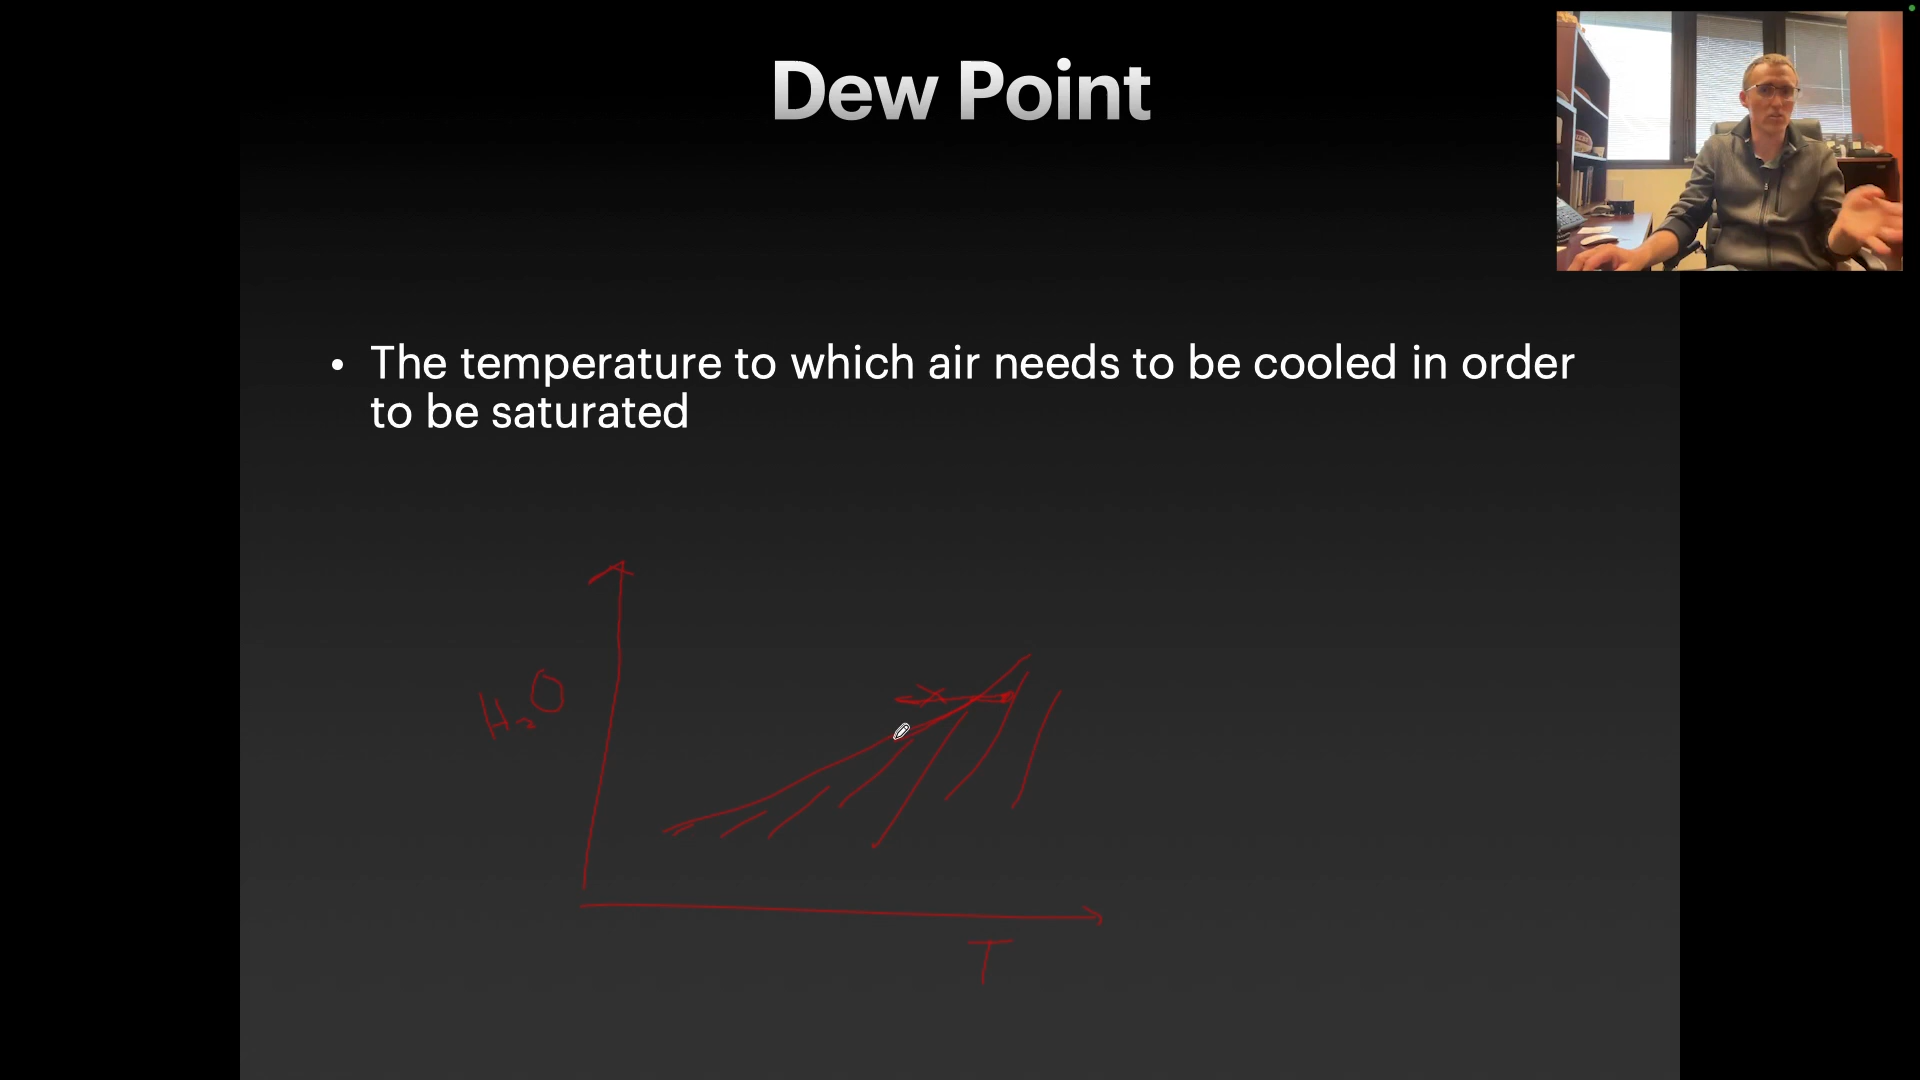 Dew Point
• The temperature to which air needs to be cooled in order
to be saturated
H₂O
X
T